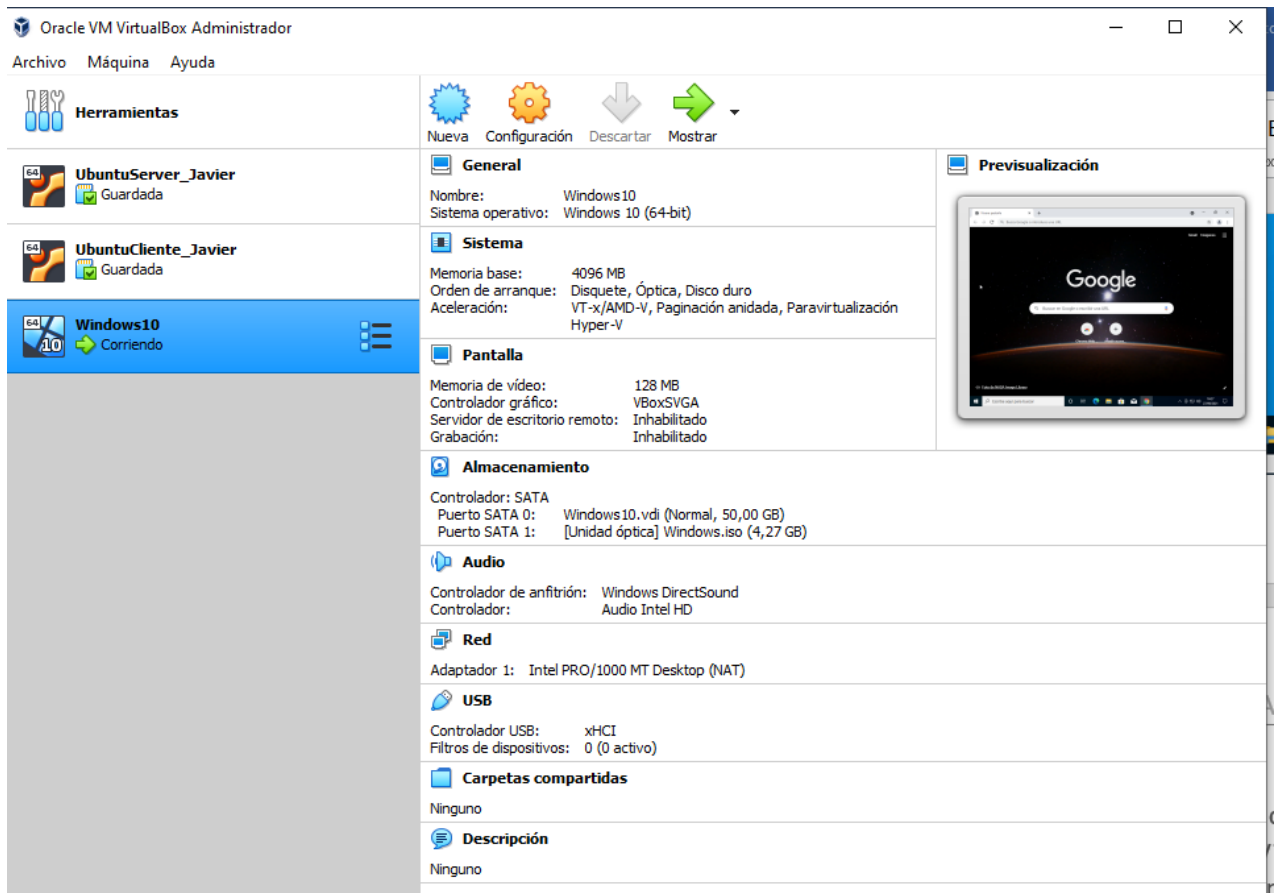 Oracle VM VirtualBox Administrador
Archivo Máquina Ayuda
Herramientas
64
UbuntuServer_Javier
Guardada
64
UbuntuCliente_Javier
Guardada
64
10
Windows10
Corriendo
Nueva Configuración Descartar Mostrar
General
Nombre: Windows10
Sistema operativo: Windows 10 (64-bit)
Sistema
Memoria base: 4096 MB
Orden de arranque: Disquete, Óptica, Disco duro
Aceleración: VT-x/AMD-V, Paginación anidada, Paravirtualización
Hyper-V
Pantalla
Memoria de vídeo: 128 MB
Controlador gráfico: VBoxSVGA
Servidor de escritorio remoto: Inhabilitado
Grabación: Inhabilitado
Previsualización
Google
Almacenamiento
Controlador: SATA
Puerto SATA 0: Windows10.vdi (Normal, 50,00 GB)
Puerto SATA 1: [Unidad óptica] Windows.iso (4,27 GB)
Audio
Controlador de anfitrión: Windows DirectSound
Controlador: Audio Intel HD
Red
Adaptador 1: Intel PRO/1000 MT Desktop (NAT)
USB
Controlador USB: xHCI
Filtros de dispositivos: 0 (0 activo)
Carpetas compartidas
Ninguno
Descripción
Ninguno